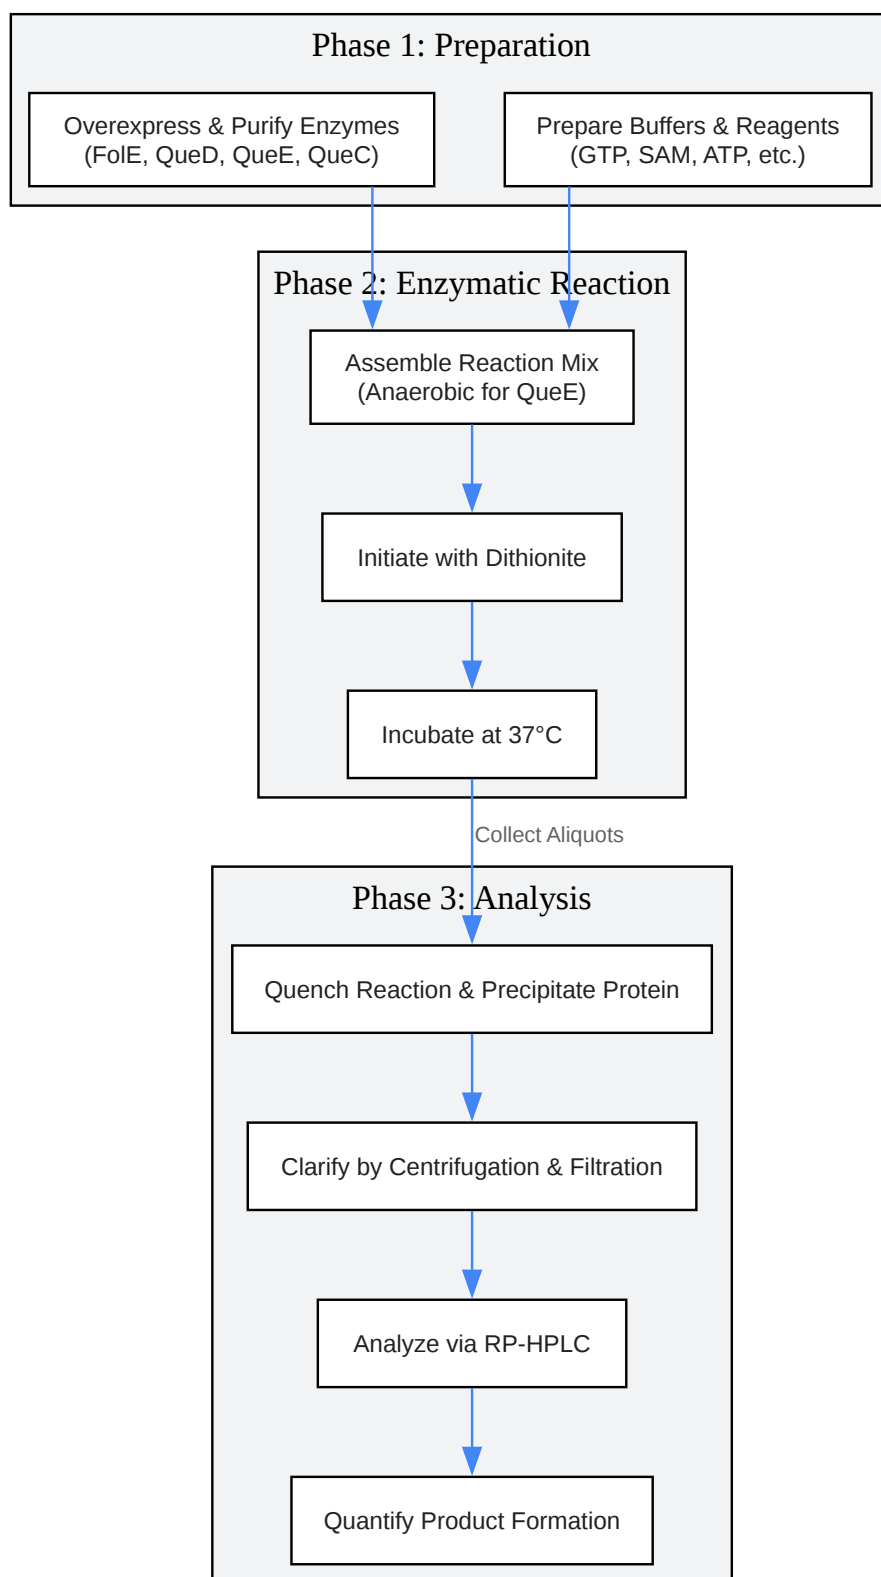 Phase 1: Preparation
Overexpress & Purify Enzymes
(FolE, QueD, QueE, QueC)
Prepare Buffers & Reagents
(GTP, SAM, ATP, etc.)
Phase 2: Enzymatic Reaction
Assemble Reaction Mix
(Anaerobic for QueE)
Initiate with Dithionite
Incubate at 37°C
Collect Aliquots
Phase 3: Analysis
Quench Reaction & Precipitate Protein
Clarify by Centrifugation & Filtration
Analyze via RP-HPLC
Quantify Product Formation